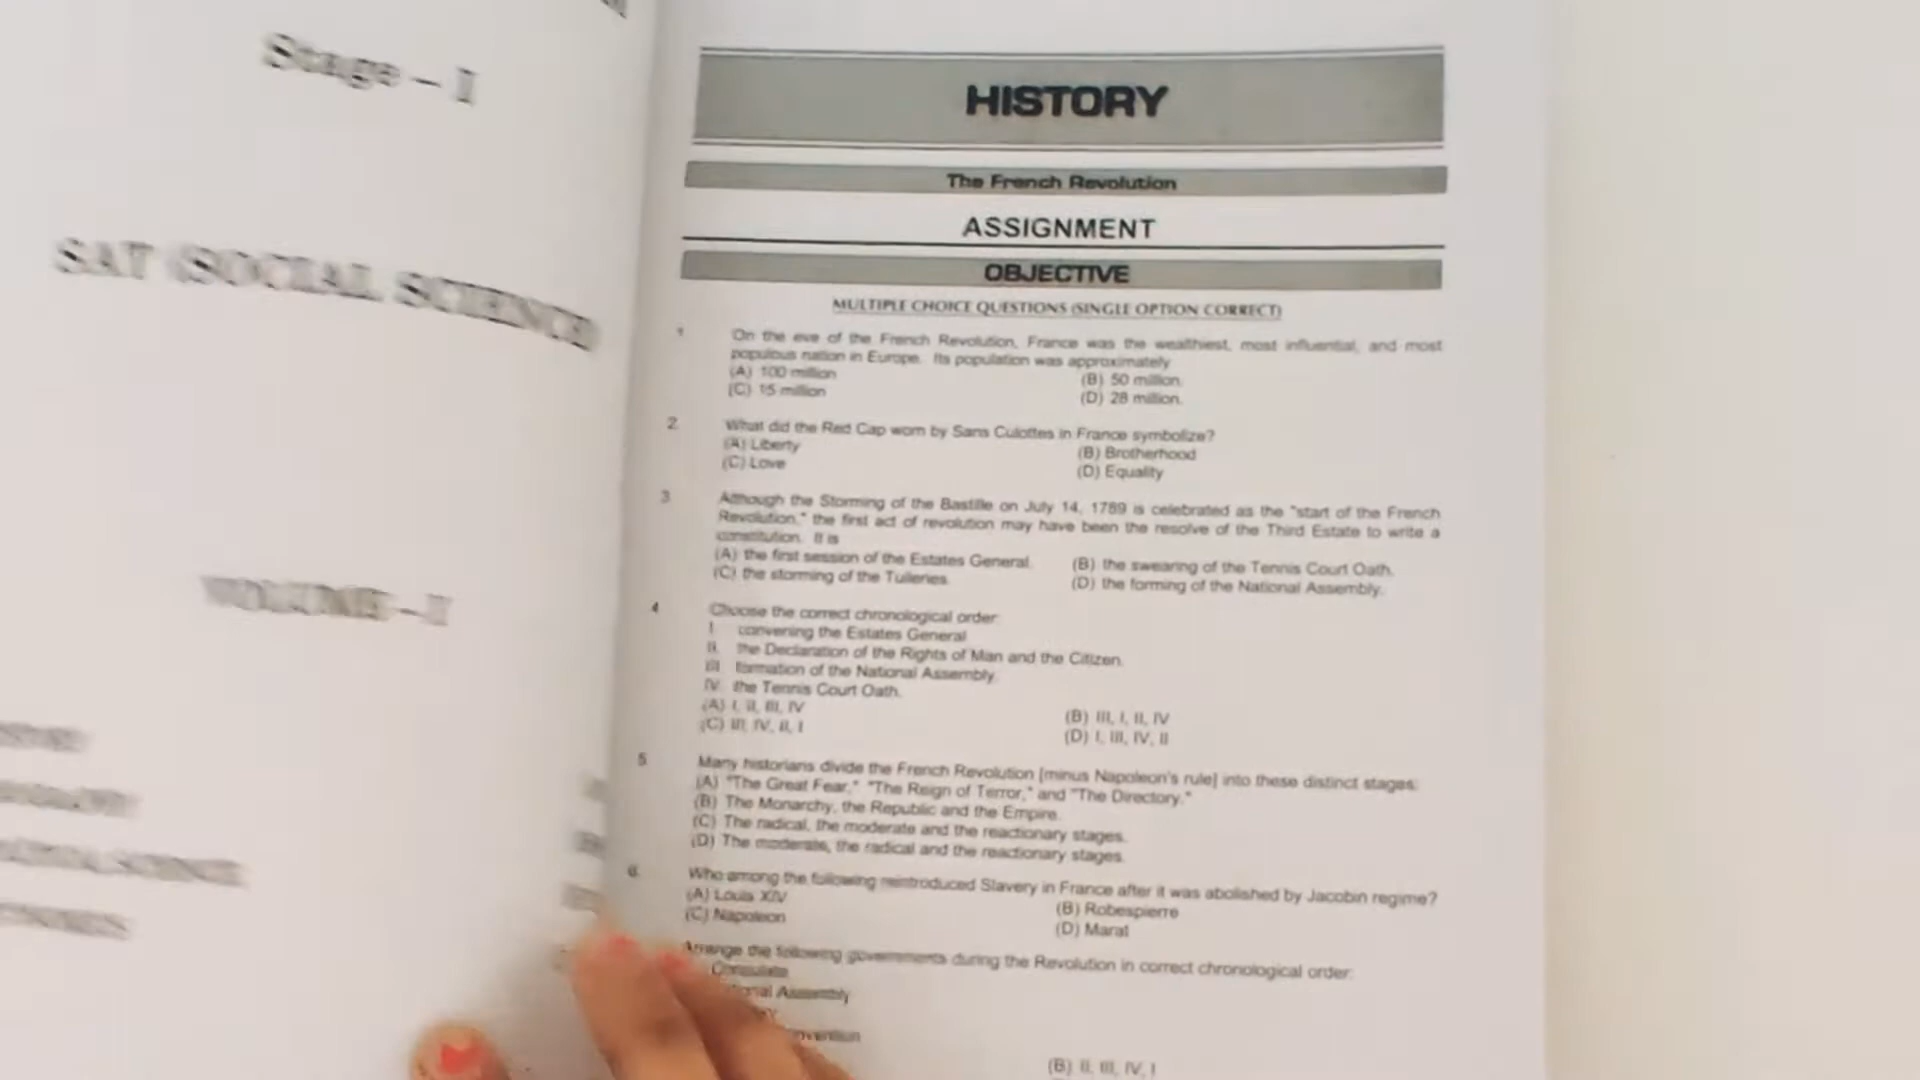 Stage – I
SAT (SOCIAL SCIENCE)
VOLUME – I
HISTORY
The French Revolution
ASSIGNMENT
OBJECTIVE
MULTIPLE CHOICE QUESTIONS (SINGLE OPTION CORRECT)
1 On the eve of the French Revolution, France was the wealthiest, most influential, and most
populous nation in Europe. Its population was approximately
(A) 100 million (B) 50 million.
(C) 15 million (D) 28 million.
2 What did the Red Cap worn by Sans Culottes in France symbolize?
(A) Liberty (B) Brotherhood
(C) Love (D) Equality
3 Although the Storming of the Bastille on July 14, 1789 is celebrated as the "start of the French
Revolution," the first act of revolution may have been the resolve of the Third Estate to write a
constitution. It is
(A) the first session of the Estates General. (B) the swearing of the Tennis Court Oath.
(C) the storming of the Tuileries. (D) the forming of the National Assembly.
4 Choose the correct chronological order:
I. convening the Estates General
II. the Declaration of the Rights of Man and the Citizen.
III. formation of the National Assembly.
IV. the Tennis Court Oath.
(A) I, II, III, IV (B) III, I, II, IV
(C) III, IV, II, I (D) I, III, IV, II
5 Many historians divide the French Revolution [minus Napoleon's rule] into these distinct stages:
(A) "The Great Fear," "The Reign of Terror," and "The Directory."
(B) The Monarchy, the Republic and the Empire.
(C) The radical, the moderate and the reactionary stages.
(D) The moderate, the radical and the reactionary stages.
6. Who among the following reintroduced Slavery in France after it was abolished by Jacobin regime?
(A) Louis XIV (B) Robespierre
(C) Napoleon (D) Marat
Arrange the following governments during the Revolution in correct chronological order:
Consulate
Assembly
(B) II, III, IV, I